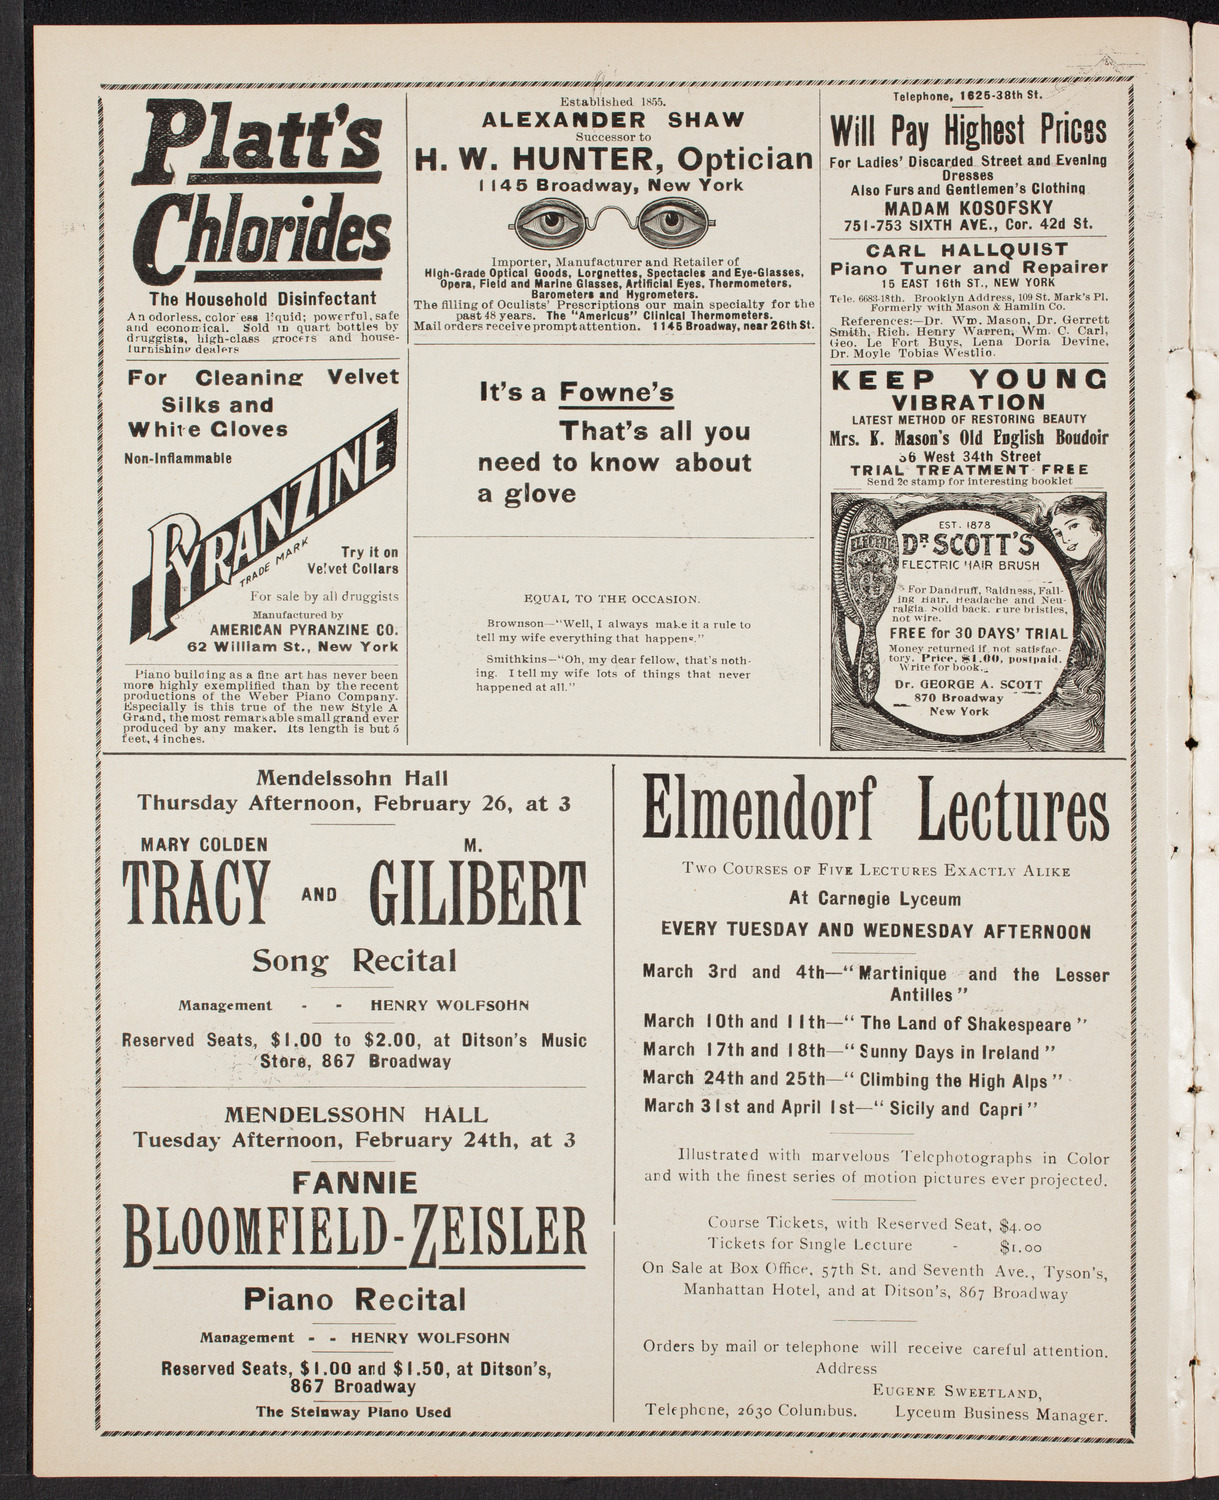 Platt's
Chlorides
The Household Disinfectant
An odorless, colorless liquid; powerful, safe
and economical. Sold in quart bottles by
druggists, high-class grocers and house-
furnishing dealers
For Cleaning Velvet
Silks and
White Gloves
Non-Inflammable
PYRANZINE
TRADE MARK
Try it on
Velvet Collars
For sale by all druggists
Manufactured by
AMERICAN PYRANZINE CO.
62 William St., New York
Piano building as a fine art has never been
more highly exemplified than by the recent
productions of the Weber Piano Company.
Especially is this true of the new Style A
Grand, the most remarkable small grand ever
produced by any maker. Its length is but 5
feet, 4 inches.
Established 1855.
ALEXANDER SHAW
Successor to
H. W. HUNTER, Optician
1145 Broadway, New York
Importer, Manufacturer and Retailer of
High-Grade Optical Goods, Lorgnettes, Spectacles and Eye-Glasses,
Opera, Field and Marine Glasses, Artificial Eyes, Thermometers,
Barometers and Hygrometers.
The filling of Oculists' Prescriptions our main specialty for the
past 48 years. The "Americus" Clinical Thermometers.
Mail orders receive prompt attention. 1145 Broadway, near 26th St.
It's a Fowne's
That's all you
need to know about
a glove
EQUAL TO THE OCCASION.
Brownson—"Well, I always make it a rule to
tell my wife everything that happens."
Smithkins—"Oh, my dear fellow, that's noth-
ing. I tell my wife lots of things that never
happened at all."
Telephone, 1625-38th St.
Will Pay Highest Prices
For Ladies' Discarded Street and Evening
Dresses
Also Furs and Gentlemen's Clothing
MADAM KOSOFSKY
751-753 SIXTH AVE., Cor. 42d St.
CARL HALLQUIST
Piano Tuner and Repairer
15 EAST 16th ST., NEW YORK
Tele. 6683-18th. Brooklyn Address, 109 St. Mark's Pl.
Formerly with Mason & Hamlin Co.
References:—Dr. Wm. Mason, Dr. Gerrett
Smith, Rich. Henry Warren, Wm. C. Carl,
Geo. Le Fort Buys, Lena Doria Devine,
Dr. Moyle Tobias Westlin.
KEEP YOUNG
VIBRATION
LATEST METHOD OF RESTORING BEAUTY
Mrs. K. Mason's Old English Boudoir
56 West 34th Street
TRIAL TREATMENT FREE
Send 2c stamp for interesting booklet
EST. 1878
ELECTRIC
DR. SCOTT'S
ELECTRIC HAIR BRUSH
For Dandruff, Baldness, Fall-
ing Hair, Headache and Neu-
ralgia. Solid back. Pure bristles,
not wire.
FREE for 30 DAYS' TRIAL
Money returned if not satisfac-
tory. Price, $1.00, postpaid.
Write for book.
Dr. GEORGE A. SCOTT
870 Broadway
New York
Mendelssohn Hall
Thursday Afternoon, February 26, at 3
MARY COLDEN M.
TRACY AND GILIBERT
Song Recital
Management - - HENRY WOLFSOHN
Reserved Seats, $1.00 to $2.00, at Ditson's Music
Store, 867 Broadway
MENDELSSOHN HALL
Tuesday Afternoon, February 24th, at 3
FANNIE
BLOOMFIELD-ZEISLER
Piano Recital
Management - - HENRY WOLFSOHN
Reserved Seats, $1.00 and $1.50, at Ditson's,
867 Broadway
The Steinway Piano Used
Elmendorf Lectures
TWO COURSES OF FIVE LECTURES EXACTLY ALIKE
At Carnegie Lyceum
EVERY TUESDAY AND WEDNESDAY AFTERNOON
March 3rd and 4th—"Martinique and the Lesser
Antilles"
March 10th and 11th—"The Land of Shakespeare"
March 17th and 18th—"Sunny Days in Ireland"
March 24th and 25th—"Climbing the High Alps"
March 31st and April 1st—"Sicily and Capri"
Illustrated with marvelous Telephotographs in Color
and with the finest series of motion pictures ever projected.
Course Tickets, with Reserved Seat, $4.00
Tickets for Single Lecture - $1.00
On Sale at Box Office, 57th St. and Seventh Ave., Tyson's,
Manhattan Hotel, and at Ditson's, 867 Broadway
Orders by mail or telephone will receive careful attention.
Address
EUGENE SWEETLAND,
Telephone, 2630 Columbus. Lyceum Business Manager.